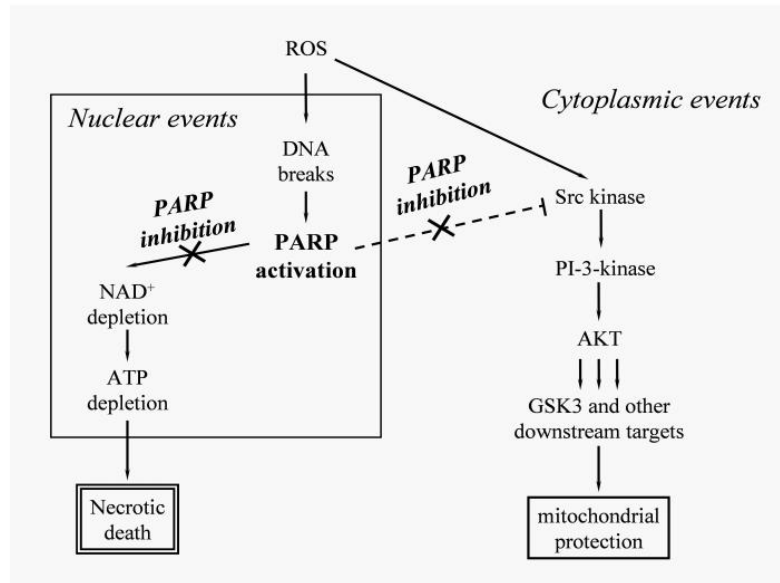 ROS
Nuclear events
Cytoplasmic events
DNA
breaks
PARP
inhibition
PARP
inhibition
Src kinase
PARP
activation
PI-3-kinase
NAD⁺
depletion
AKT
ATP
depletion
GSK3 and other
downstream targets
Necrotic
death
mitochondrial
protection